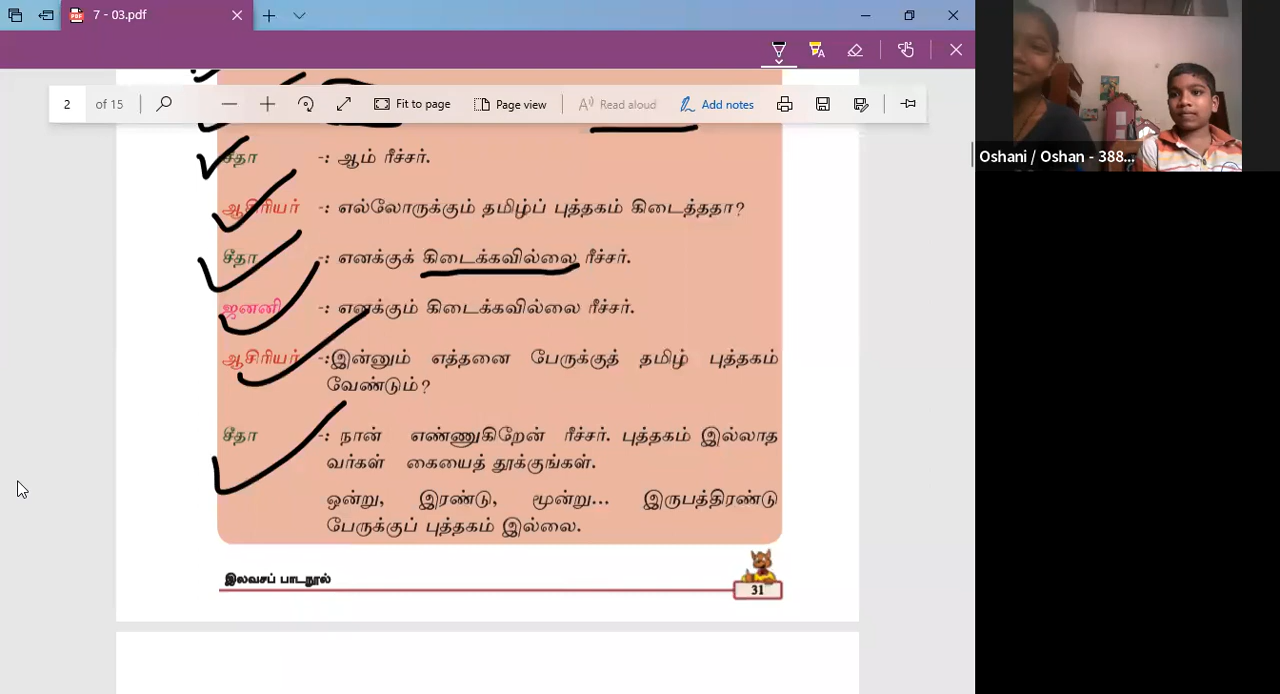 7 - 03.pdf
2 of 15
Fit to page
Page view
Read aloud
Add notes
Oshani / Oshan - 388...
சீதா -: ஆம் ரீச்சர்.
ஆசிரியர் -: எல்லோருக்கும் தமிழ்ப் புத்தகம் கிடைத்ததா?
சீதா -: எனக்குக் கிடைக்கவில்லை ரீச்சர்.
ஜனனி -: எனக்கும் கிடைக்கவில்லை ரீச்சர்.
ஆசிரியர் -:இன்னும் எத்தனை பேருக்குத் தமிழ் புத்தகம்
வேண்டும்?
சீதா -: நான் எண்ணுகிறேன் ரீச்சர். புத்தகம் இல்லாத
வர்கள் கையைத் தூக்குங்கள்.
ஒன்று, இரண்டு, மூன்று... இருபத்திரண்டு
பேருக்குப் புத்தகம் இல்லை.
இலவசப் பாடநூல்
31